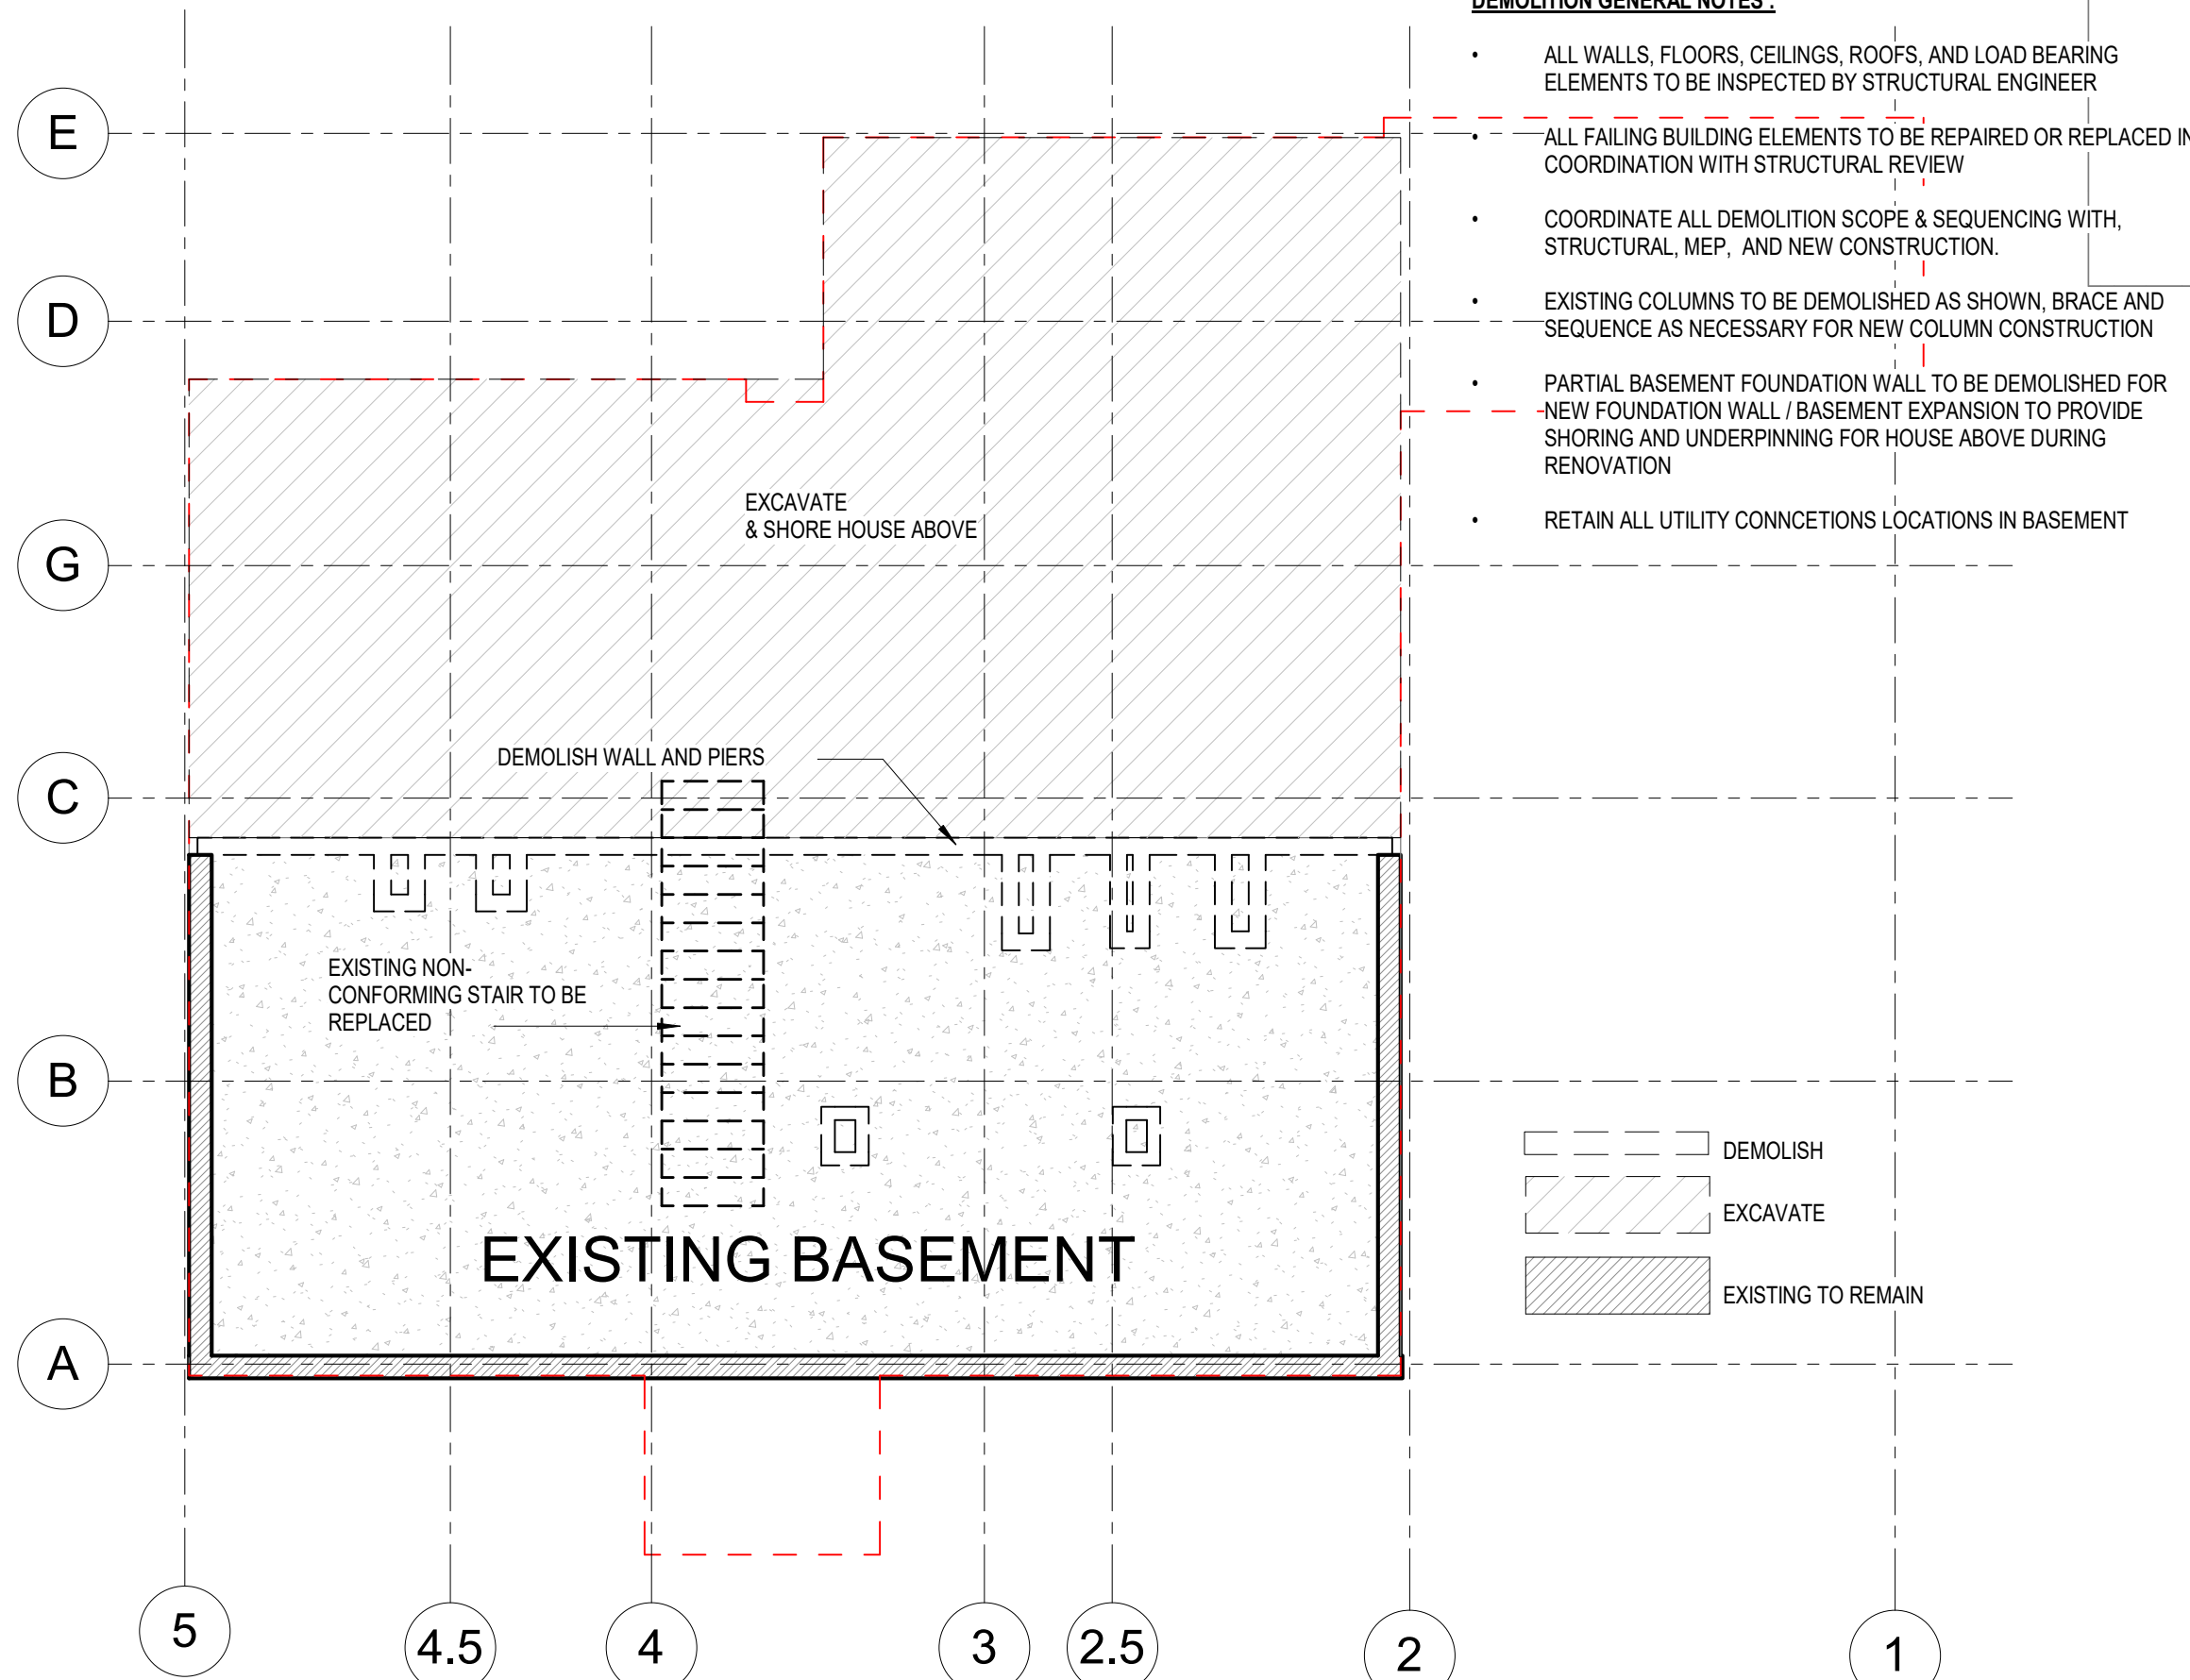 DEMOLITION GENERAL NOTES :
• ALL WALLS, FLOORS, CEILINGS, ROOFS, AND LOAD BEARING
ELEMENTS TO BE INSPECTED BY STRUCTURAL ENGINEER
• ALL FAILING BUILDING ELEMENTS TO BE REPAIRED OR REPLACED IN
COORDINATION WITH STRUCTURAL REVIEW
• COORDINATE ALL DEMOLITION SCOPE & SEQUENCING WITH,
STRUCTURAL, MEP, AND NEW CONSTRUCTION.
• EXISTING COLUMNS TO BE DEMOLISHED AS SHOWN, BRACE AND
SEQUENCE AS NECESSARY FOR NEW COLUMN CONSTRUCTION
• PARTIAL BASEMENT FOUNDATION WALL TO BE DEMOLISHED FOR
NEW FOUNDATION WALL / BASEMENT EXPANSION TO PROVIDE
SHORING AND UNDERPINNING FOR HOUSE ABOVE DURING
RENOVATION
• RETAIN ALL UTILITY CONNCETIONS LOCATIONS IN BASEMENT
E
D
G
C
B
A
EXCAVATE
& SHORE HOUSE ABOVE
DEMOLISH WALL AND PIERS
EXISTING NON-
CONFORMING STAIR TO BE
REPLACED
EXISTING BASEMENT
DEMOLISH
EXCAVATE
EXISTING TO REMAIN
5
4.5
4
3
2.5
2
1